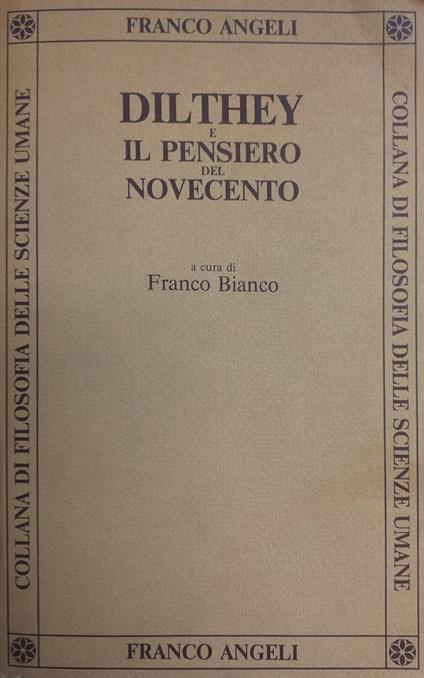 FRANCO ANGELI
DILTHEY
E
IL PENSIERO
DEL
NOVECENTO
a cura di
Franco Bianco
COLLANA DI FILOSOFIA DELLE SCIENZE UMANE
COLLANA DI FILOSOFIA DELLE SCIENZE UMANE
FRANCO ANGELI